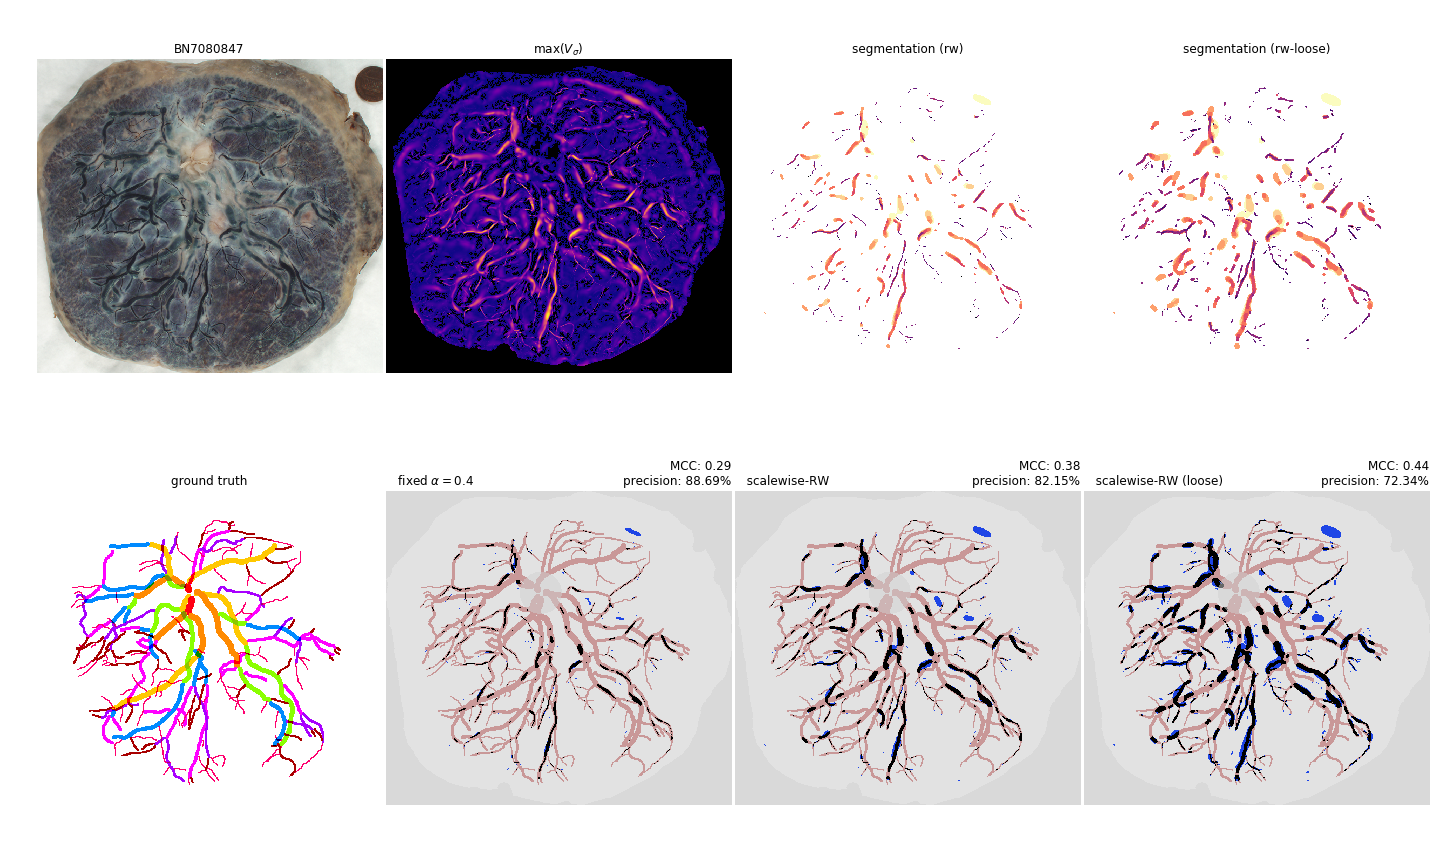 BN7080847
max(Vσ)
segmentation (rw)
segmentation (rw-loose)
ground truth
fixed α = 0.4
MCC: 0.29
precision: 88.69%
scalewise-RW
MCC: 0.38
precision: 82.15%
scalewise-RW (loose)
MCC: 0.44
precision: 72.34%